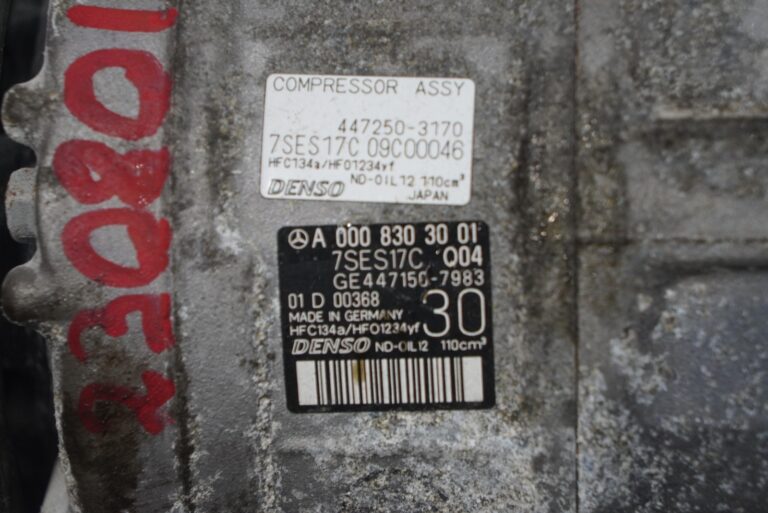 COMPRESSOR ASSY
447250-3170
7SES17C 09C00046
HFC134a/HFO1234yf
ND-OIL12 110cm³
DENSO
JAPAN
A 000 830 30 01
7SES17C Q04
GE447150-7983
01 D 00368
MADE IN GERMANY
30
HFC134a/HFO1234yf
DENSO ND-OIL12 110cm³